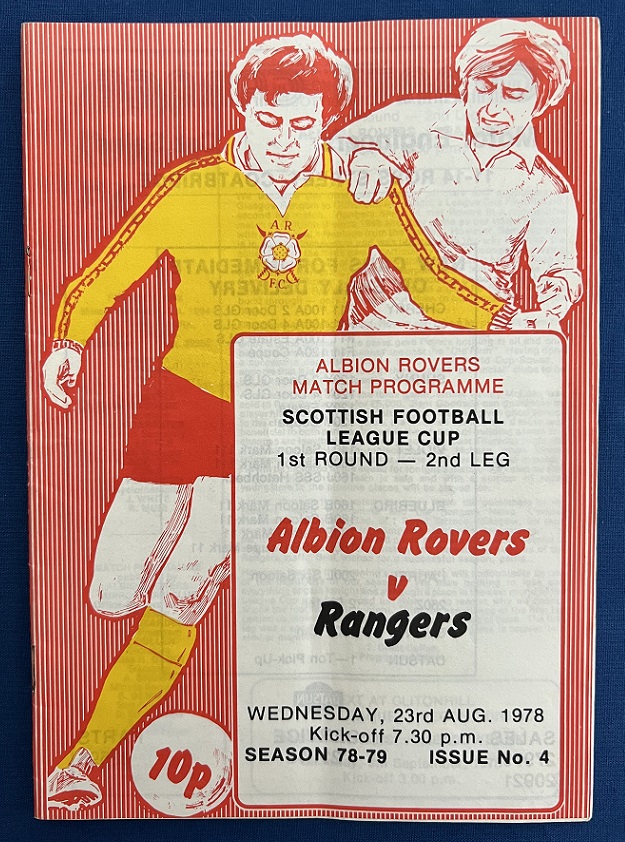 A R
F.C.
ALBION ROVERS
MATCH PROGRAMME
SCOTTISH FOOTBALL
LEAGUE CUP
1st ROUND — 2nd LEG
Albion Rovers
v
Rangers
WEDNESDAY, 23rd AUG. 1978
Kick-off 7.30 p.m.
SEASON 78-79 ISSUE No. 4
10p